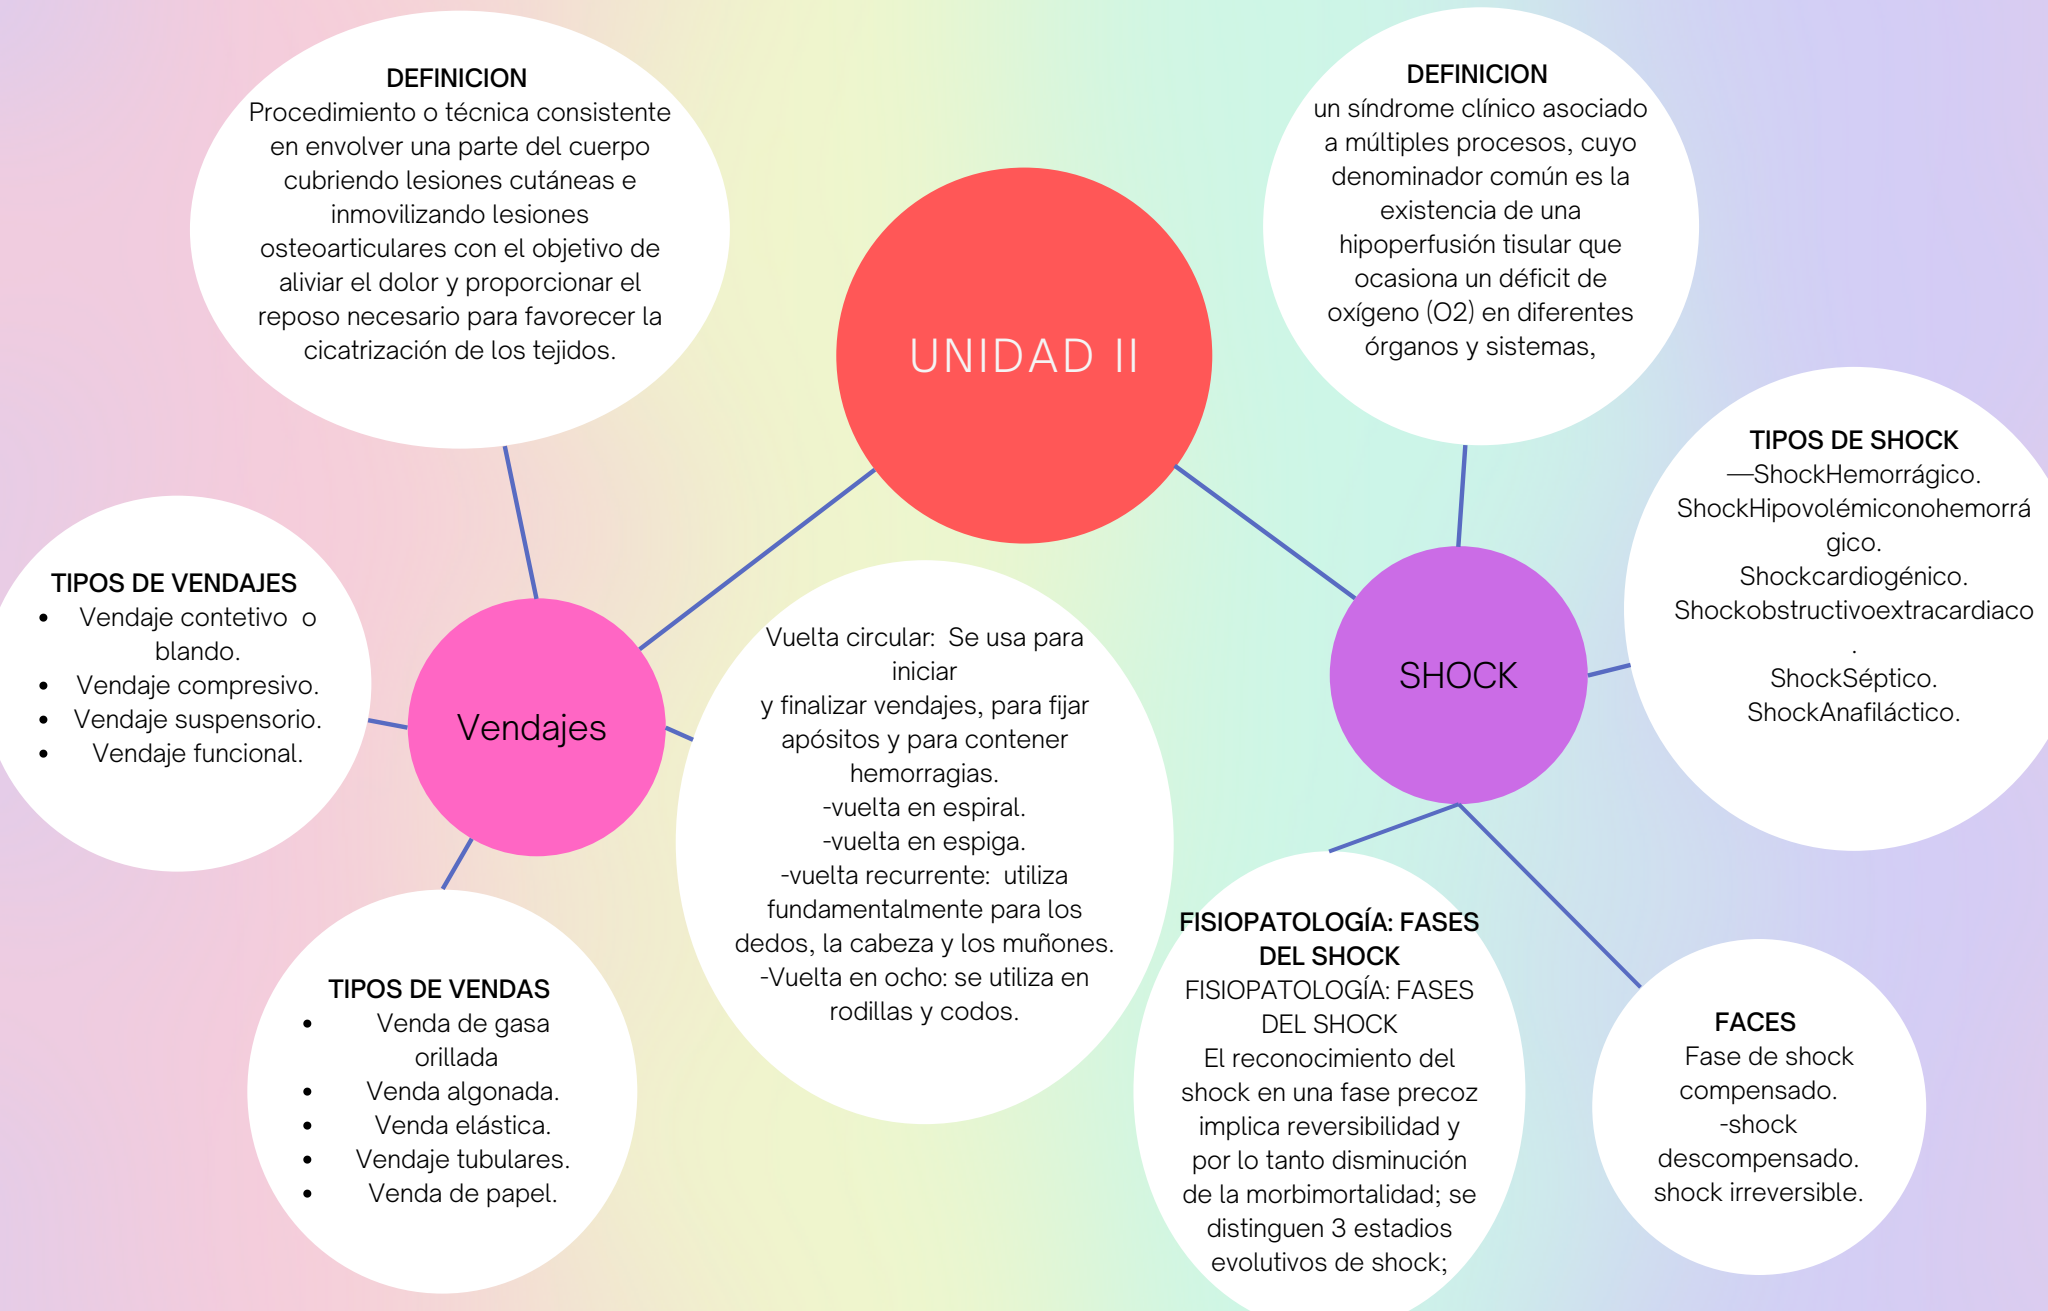 DEFINICION
Procedimiento o técnica consistente
en envolver una parte del cuerpo
cubriendo lesiones cutáneas e
inmovilizando lesiones
osteoarticulares con el objetivo de
aliviar el dolor y proporcionar el
reposo necesario para favorecer la
cicatrización de los tejidos.
UNIDAD II
DEFINICION
un síndrome clínico asociado
a múltiples procesos, cuyo
denominador común es la
existencia de una
hipoperfusión tisular que
ocasiona un déficit de
oxígeno (O2) en diferentes
órganos y sistemas,
TIPOS DE VENDAJES
• Vendaje contetivo  o
blando.
• Vendaje compresivo.
• Vendaje suspensorio.
• Vendaje funcional.
Vendajes
TIPOS DE VENDAS
• Venda de gasa
orillada
• Venda algonada.
• Venda elástica.
• Vendaje tubulares.
• Venda de papel.
Vuelta circular:  Se usa para
iniciar
y finalizar vendajes, para fijar
apósitos y para contener
hemorragias.
-vuelta en espiral.
-vuelta en espiga.
-vuelta recurrente:  utiliza
fundamentalmente para los
dedos, la cabeza y los muñones.
-Vuelta en ocho: se utiliza en
rodillas y codos.
SHOCK
TIPOS DE SHOCK
—ShockHemorrágico.
ShockHipovolémiconohemorrá
gico.
Shockcardiogénico.
Shockobstructivoextracardiaco
.
ShockSéptico.
ShockAnafiláctico.
FISIOPATOLOGÍA: FASES
DEL SHOCK
FISIOPATOLOGÍA: FASES
DEL SHOCK
El reconocimiento del
shock en una fase precoz
implica reversibilidad y
por lo tanto disminución
de la morbimortalidad; se
distinguen 3 estadios
evolutivos de shock;
FACES
Fase de shock
compensado.
-shock
descompensado.
shock irreversible.